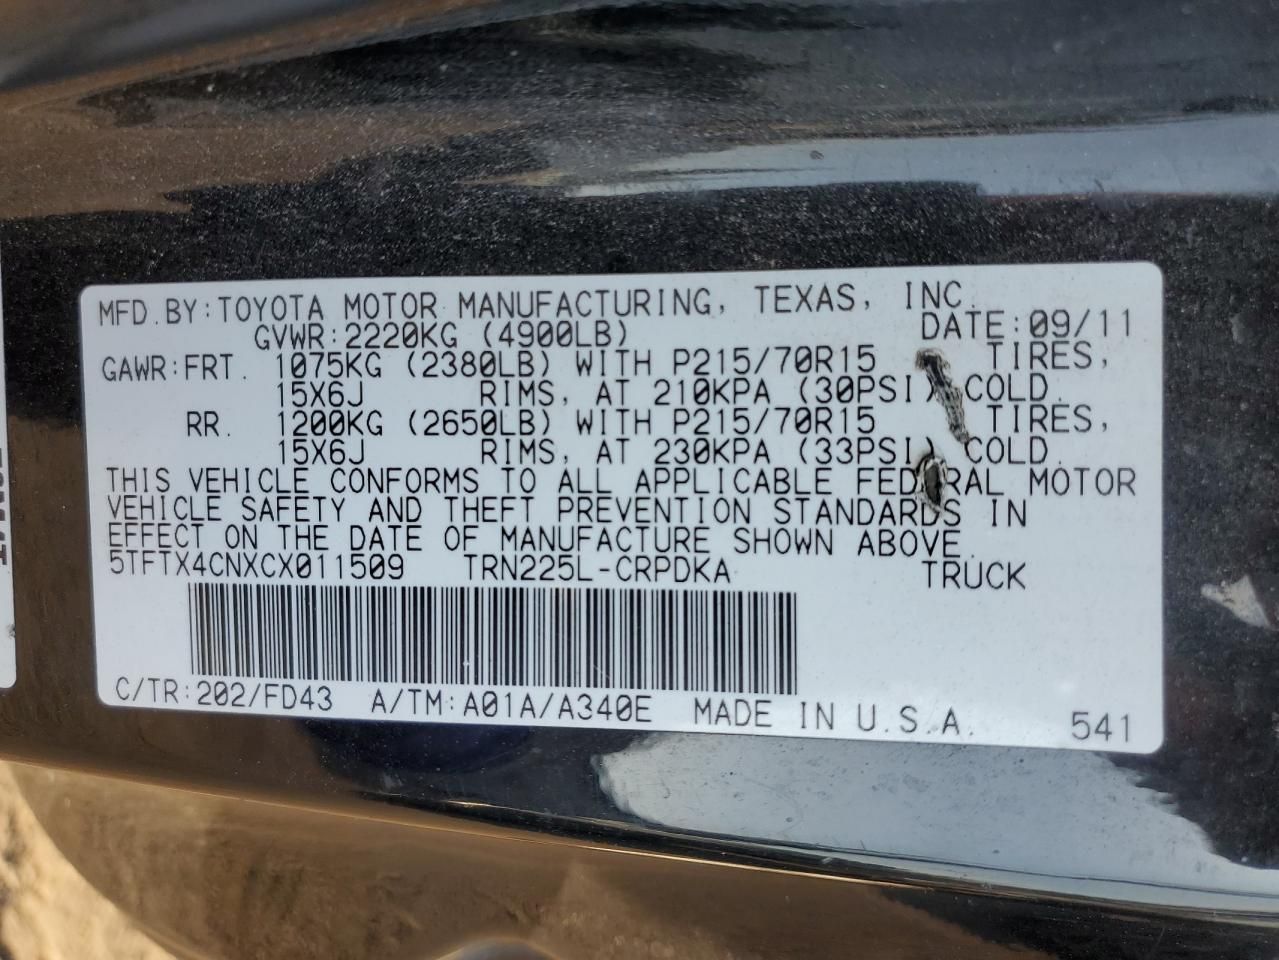 MFD. BY: TOYOTA MOTOR MANUFACTURING, TEXAS, INC.
GVWR: 2220KG (4900LB) DATE: 09/11
GAWR: FRT. 1075KG (2380LB) WITH P215/70R15 TIRES,
15X6J RIMS, AT 210KPA (30PSI) COLD.
RR. 1200KG (2650LB) WITH P215/70R15 TIRES,
15X6J RIMS, AT 230KPA (33PSI) COLD.
THIS VEHICLE CONFORMS TO ALL APPLICABLE FEDERAL MOTOR
VEHICLE SAFETY AND THEFT PREVENTION STANDARDS IN
EFFECT ON THE DATE OF MANUFACTURE SHOWN ABOVE.
5TFTX4CNXCX011509 TRN225L-CRPDKA TRUCK
C/TR: 202/FD43 A/TM: A01A/A340E MADE IN U.S.A. 541